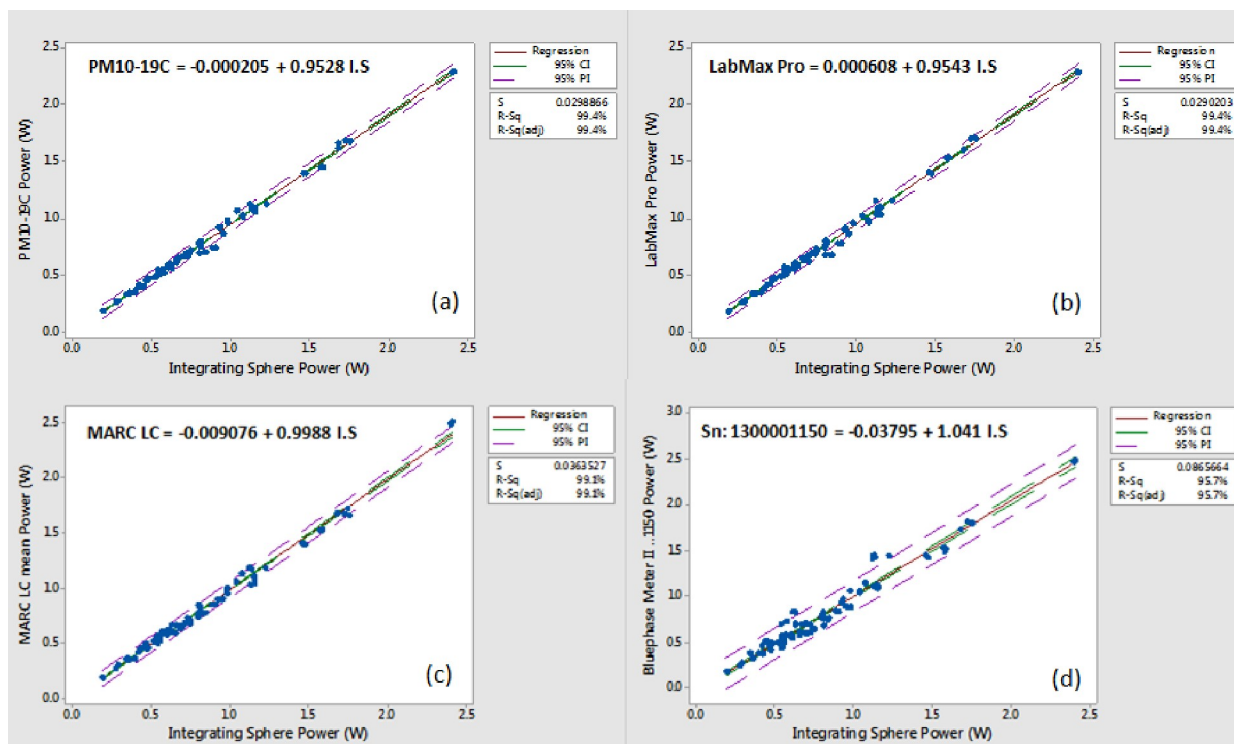 PM10-19C = -0.000205 + 0.9528 I.S
Regression
95% CI
95% PI
S 0.0298866
R-Sq 99.4%
R-Sq(adj) 99.4%
PM10-19C Power (W)
2.5
2.0
1.5
1.0
0.5
0.0
(a)
0.0 0.5 1.0 1.5 2.0 2.5
Integrating Sphere Power (W)
LabMax Pro = 0.000608 + 0.9543 I.S
Regression
95% CI
95% PI
S 0.0290203
R-Sq 99.4%
R-Sq(adj) 99.4%
LabMax Pro Power (W)
2.5
2.0
1.5
1.0
0.5
0.0
(b)
0.0 0.5 1.0 1.5 2.0 2.5
Integrating Sphere Power (W)
MARC LC = -0.009076 + 0.9988 I.S
Regression
95% CI
95% PI
S 0.0363527
R-Sq 99.1%
R-Sq(adj) 99.1%
MARC LC mean Power (W)
2.5
2.0
1.5
1.0
0.5
0.0
(c)
0.0 0.5 1.0 1.5 2.0 2.5
Integrating Sphere Power (W)
Sn: 1300001150 = -0.03795 + 1.041 I.S
Regression
95% CI
95% PI
S 0.0865664
R-Sq 95.7%
R-Sq(adj) 95.7%
Bluephase Meter II ..1150 Power (W)
3.0
2.5
2.0
1.5
1.0
0.5
0.0
(d)
0.0 0.5 1.0 1.5 2.0 2.5
Integrating Sphere Power (W)